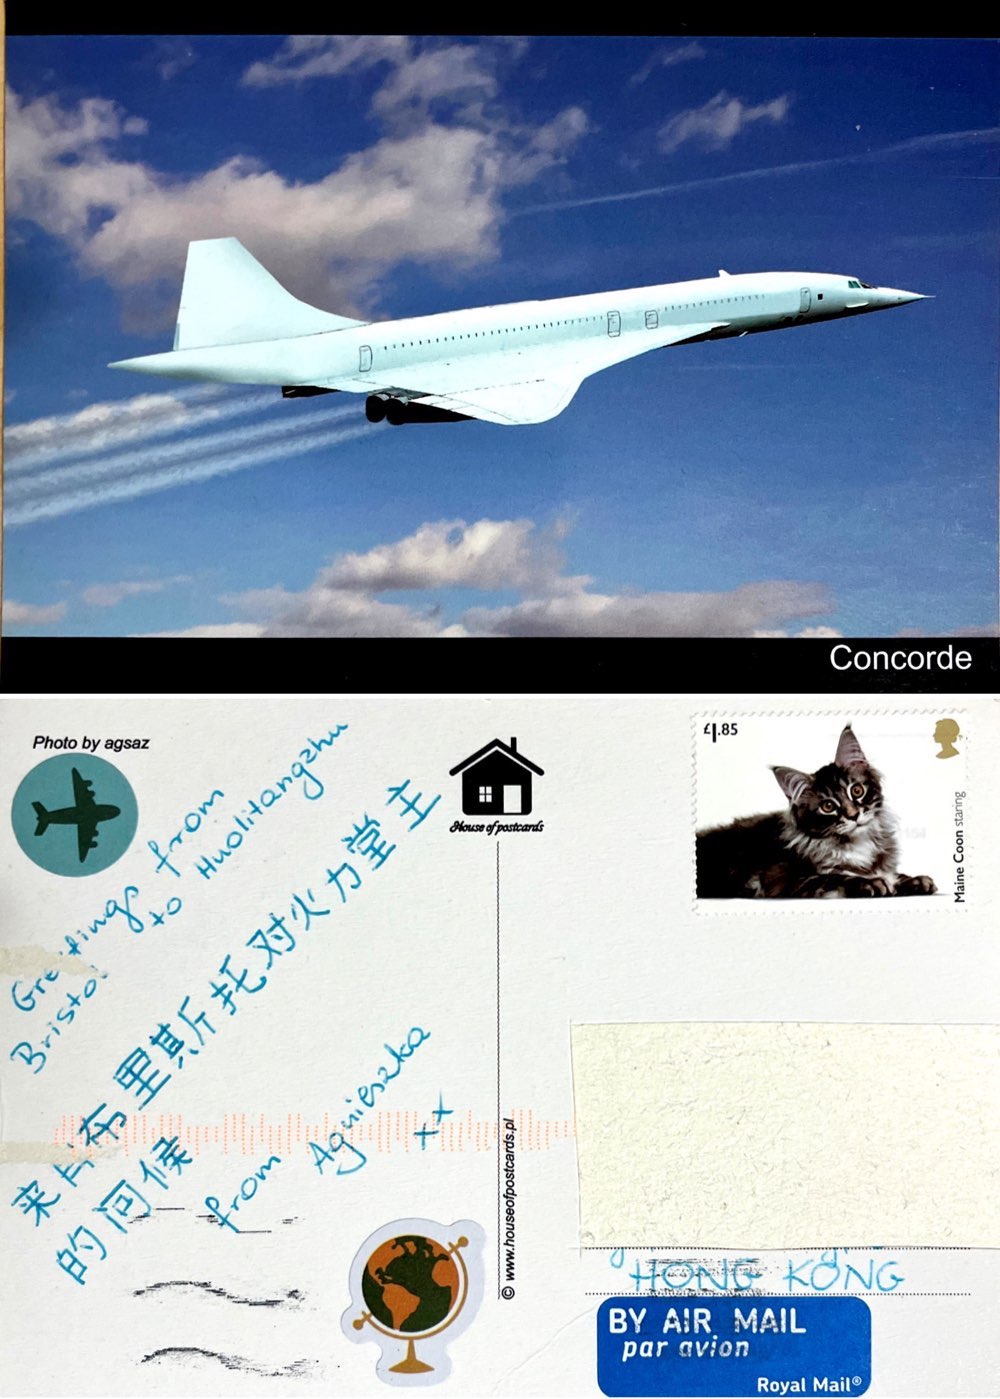 Concorde
Photo by agsaz
Greetings from
Bristol to Huolitangzhu
来自布里斯托对火力堂主
的问候
from Agnieszka
xx
House of postcards
© www.houseofpostcards.pl
£1.85
Maine Coon staring
HONG KONG
BY AIR MAIL
par avion
Royal Mail®